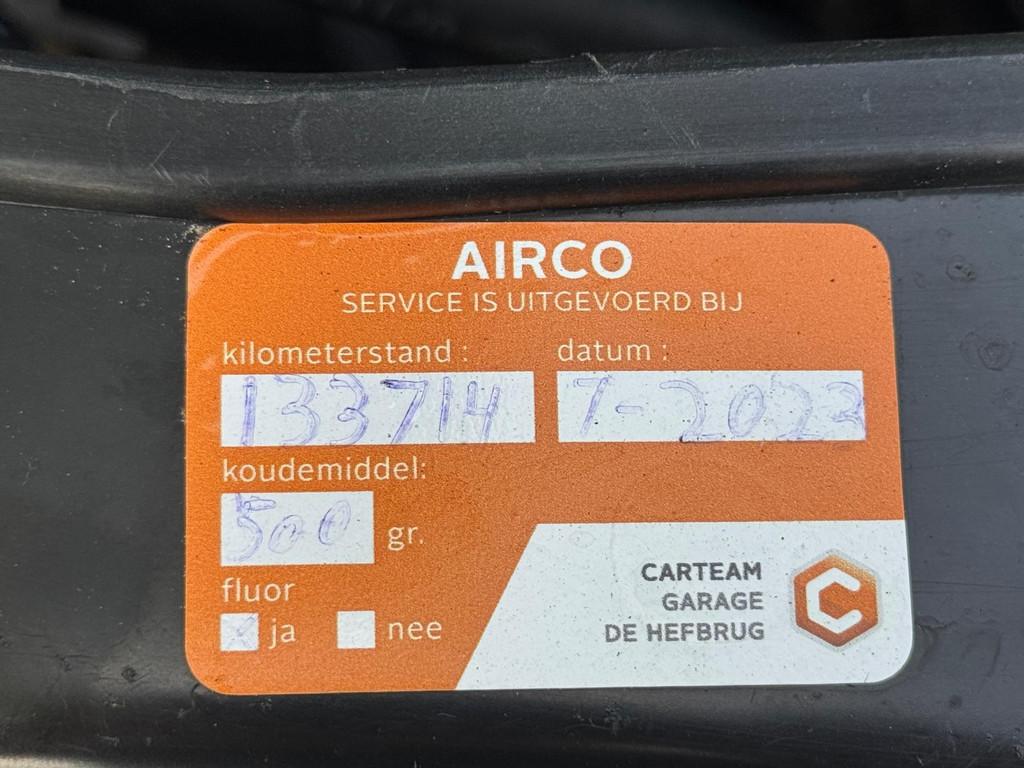 AIRCO
SERVICE IS UITGEVOERD BIJ
kilometerstand : datum :
133714 7-2023
koudemiddel:
500 gr.
fluor
ja nee
CARTEAM
GARAGE
DE HEFBRUG